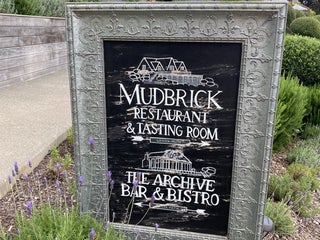 MUDBRICK
RESTAURANT
& TASTING ROOM
THE ARCHIVE
BAR & BISTRO